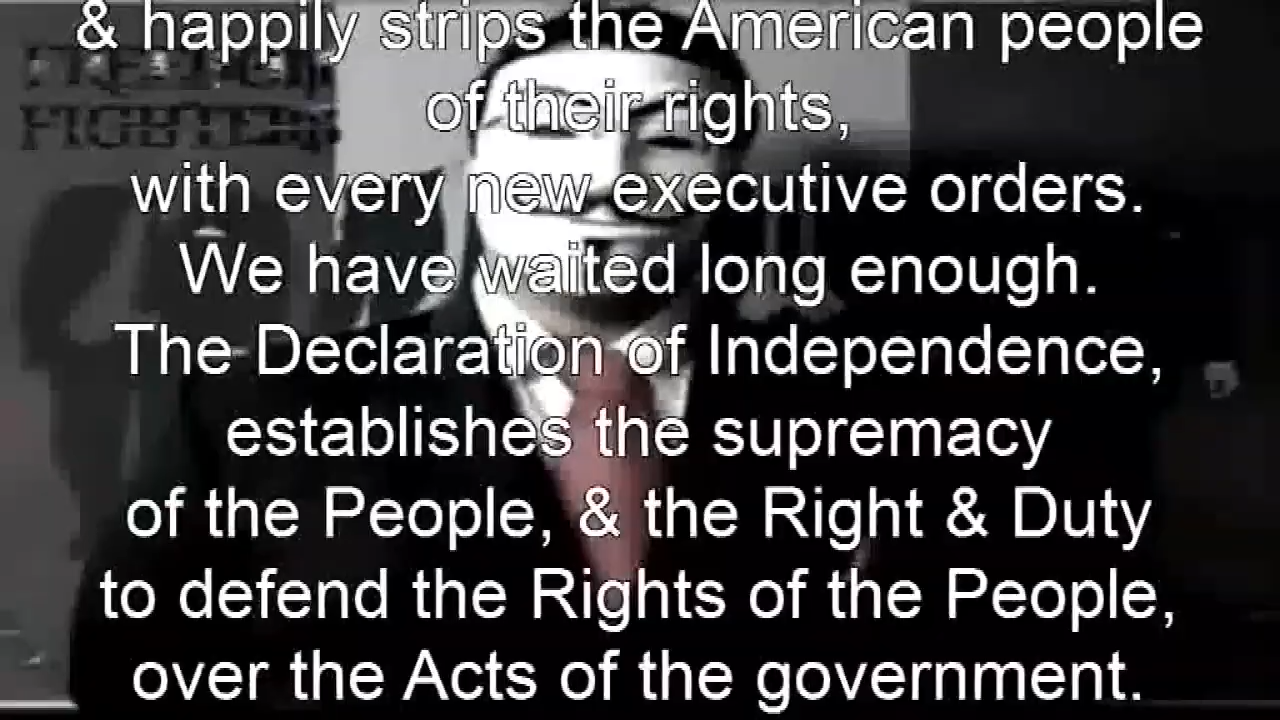 & happily strips the American people
of their rights,
with every new executive orders.
We have waited long enough.
The Declaration of Independence,
establishes the supremacy
of the People, & the Right & Duty
to defend the Rights of the People,
over the Acts of the government.